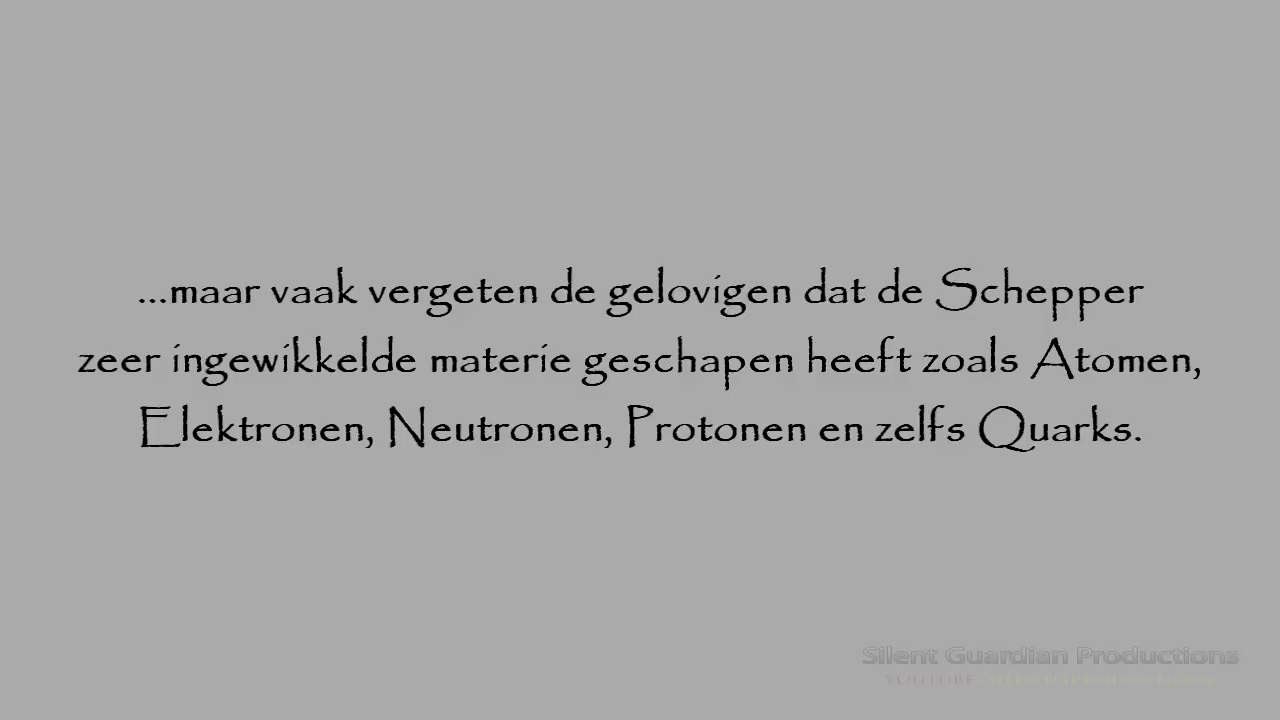 ...maar vaak vergeten de gelovigen dat de Schepper
zeer ingewikkelde materie geschapen heeft zoals Atomen,
Elektronen, Neutronen, Protonen en zelfs Quarks.
Silent Guardian Productions
YOUTUBE